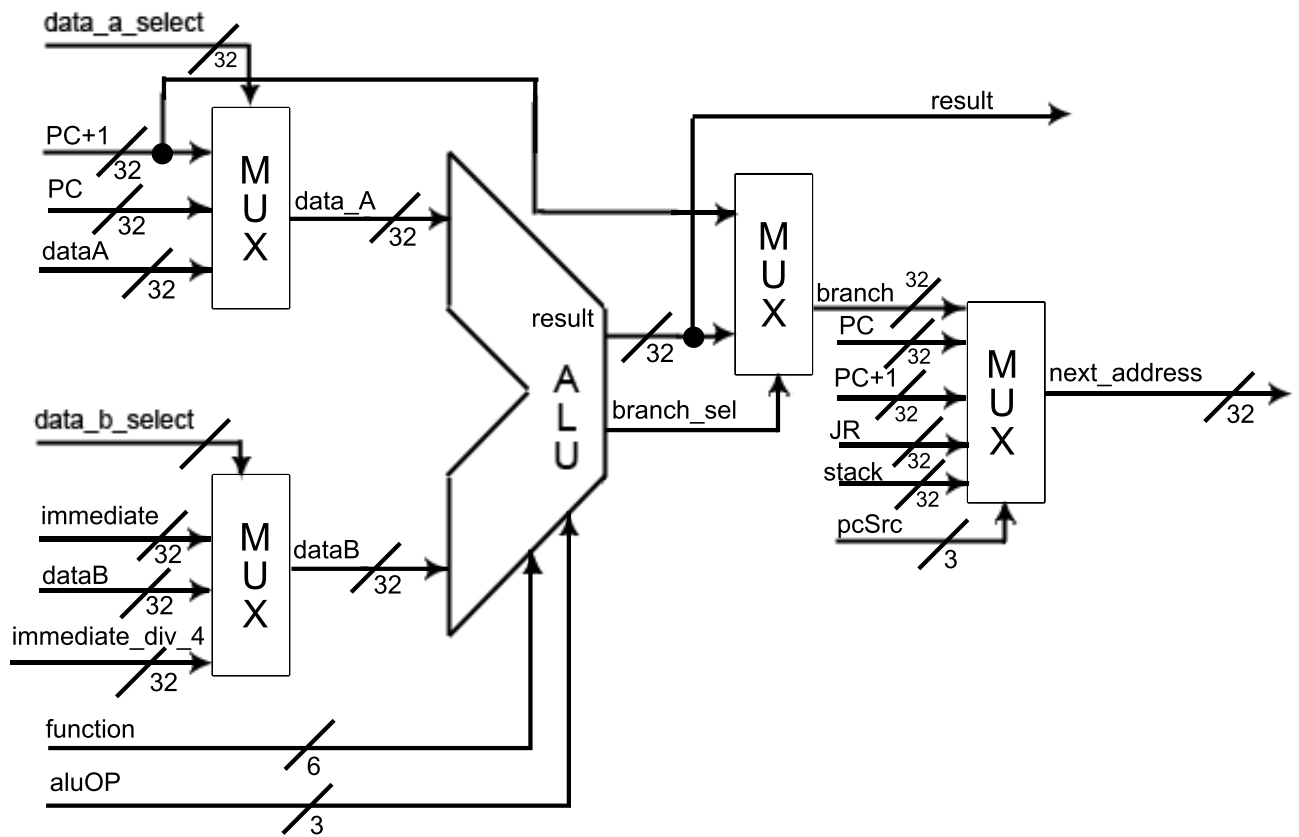 data_a_select
32
PC+1
32
PC
32
dataA
32
M
U
X
data_A
32
data_b_select
immediate
32
dataB
32
immediate_div_4
32
M
U
X
dataB
32
function
6
aluOP
3
result
32
A
L
U
branch_sel
result
M
U
X
branch
32
PC
32
PC+1
32
JR
32
stack
32
pcSrc
3
M
U
X
next_address
32